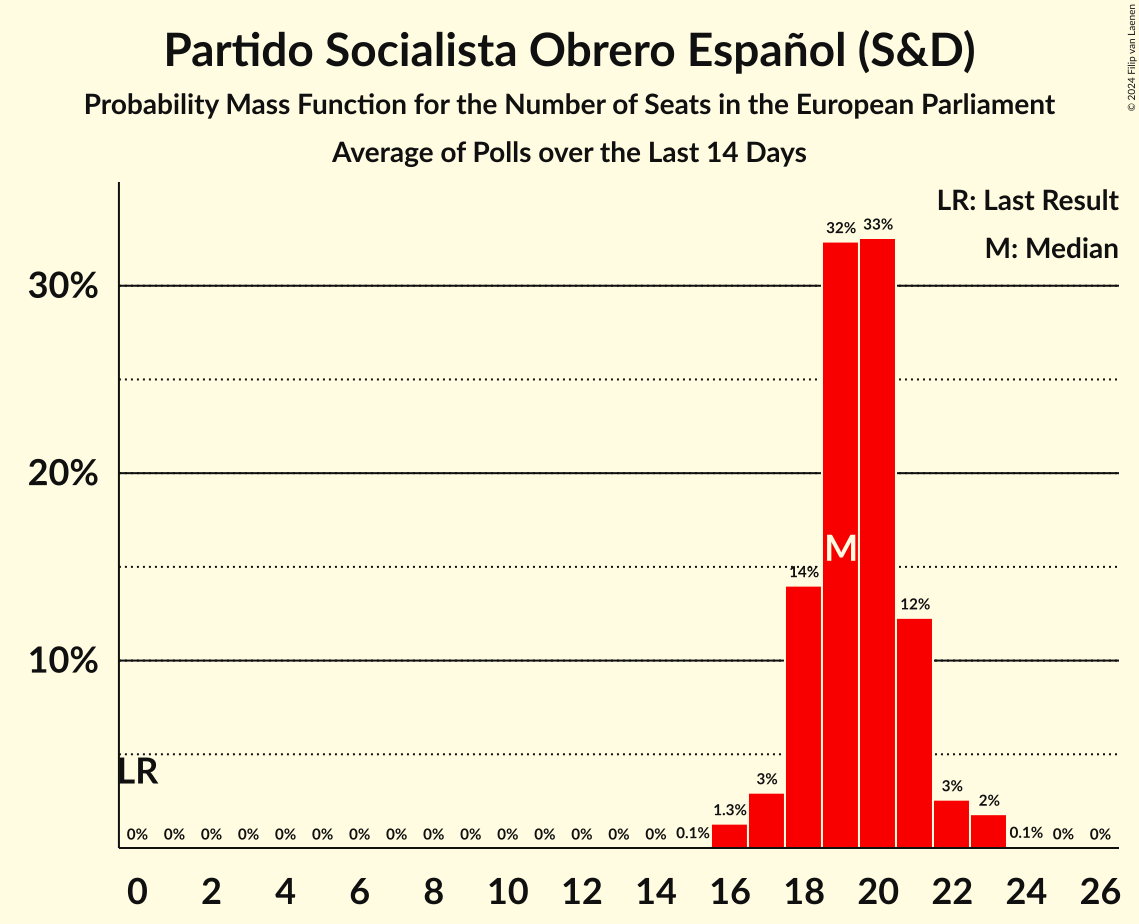 Partido Socialista Obrero Español (S&D)
Probability Mass Function for the Number of Seats in the European Parliament
Average of Polls over the Last 14 Days
© 2024 Filip van Laenen
LR: Last Result
M: Median
30%
20%
10%
LR
M
0% 0% 0% 0% 0% 0% 0% 0% 0% 0% 0% 0% 0% 0% 0% 0.1% 1.3% 3% 14% 32% 33% 12% 3% 2% 0.1% 0% 0%
0 2 4 6 8 10 12 14 16 18 20 22 24 26